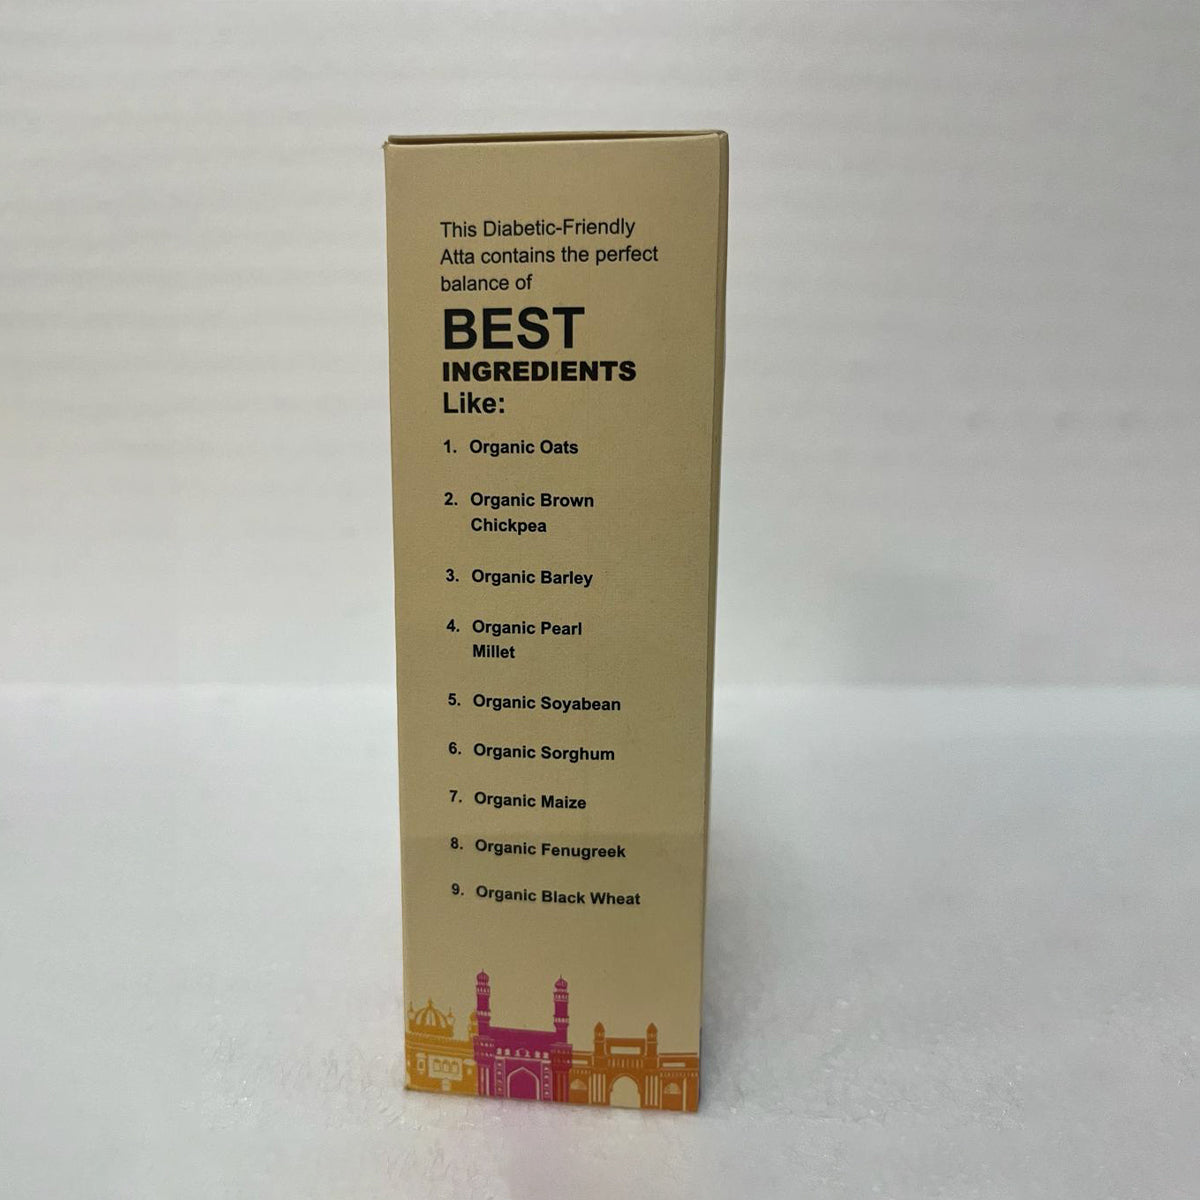 This Diabetic-Friendly
Atta contains the perfect
balance of
BEST
INGREDIENTS
Like:
1. Organic Oats
2. Organic Brown
Chickpea
3. Organic Barley
4. Organic Pearl
Millet
5. Organic Soyabean
6. Organic Sorghum
7. Organic Maize
8. Organic Fenugreek
9. Organic Black Wheat